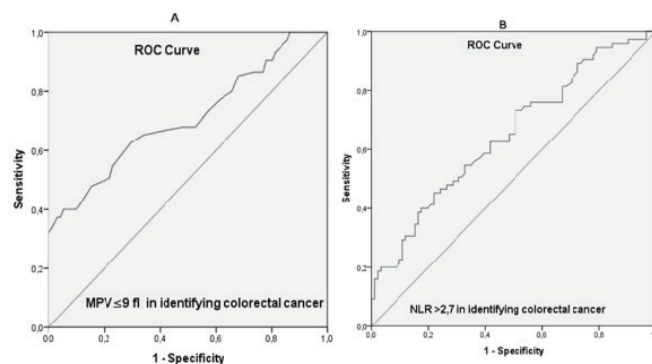 A
ROC Curve
1,0
0,8
0,6
0,4
0,2
0,0
Sensitivity
0,0 0,2 0,4 0,6 0,8 1,0
1 - Specificity
MPV ≤9 fl in identifying colorectal cancer
B
ROC Curve
1,0
0,8
0,6
0,4
0,2
0,0
Sensitivity
0,0 0,2 0,4 0,6 0,8 1,0
1 - Specificity
NLR >2,7 in identifying colorectal cancer